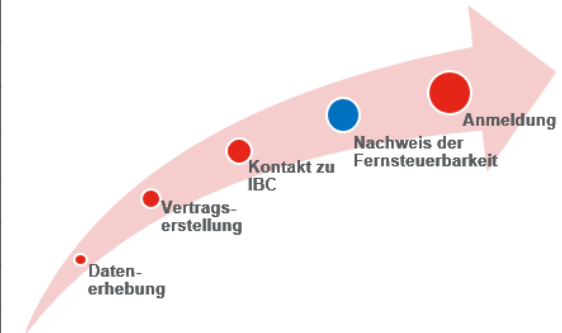 Daten-
erhebung
Vertrags-
erstellung
Kontakt zu
IBC
Nachweis der
Fernsteuerbarkeit
Anmeldung